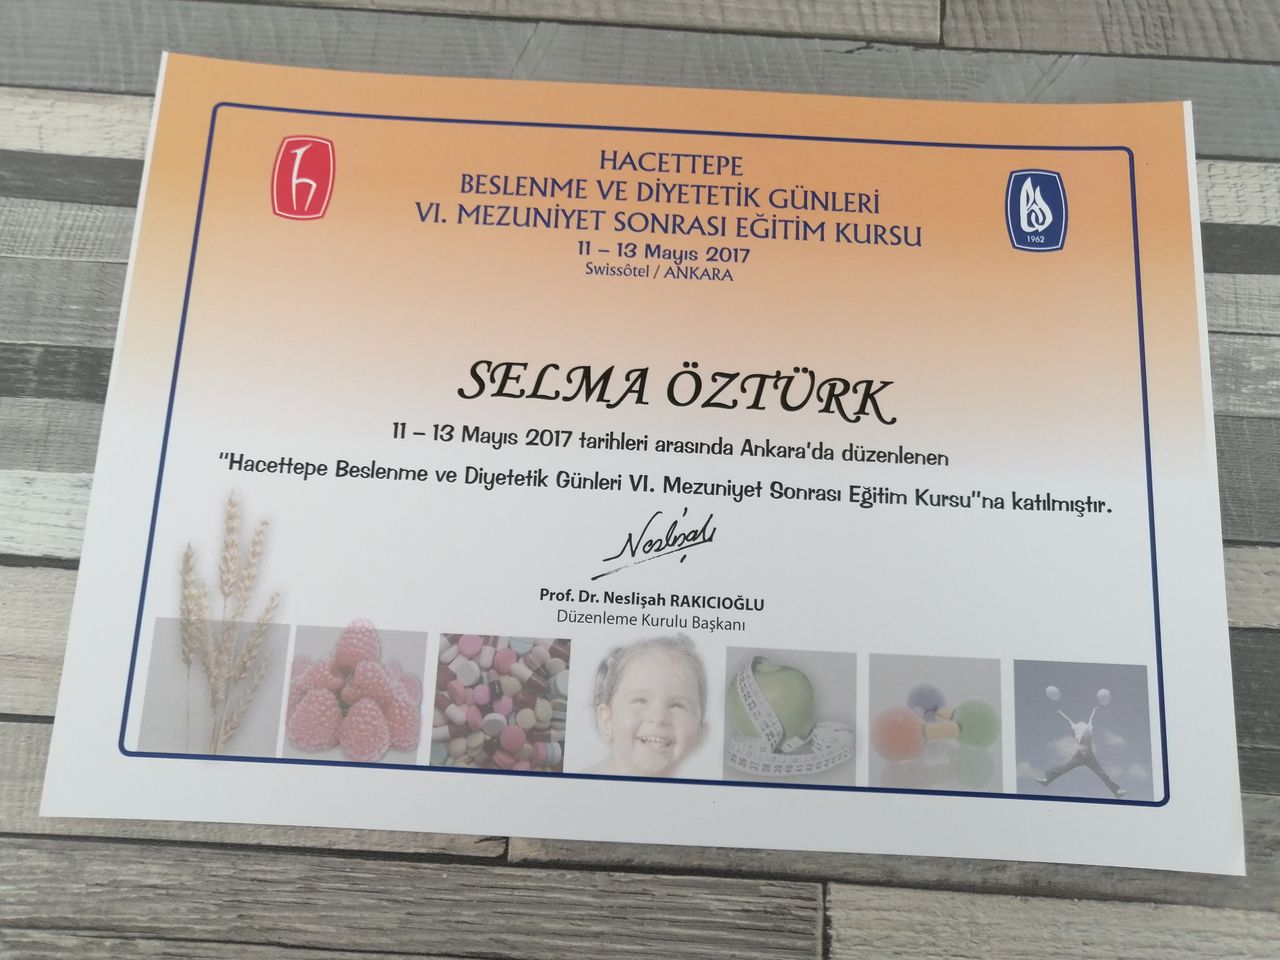 HACETTEPE
BESLENME VE DİYETETİK GÜNLERİ
VI. MEZUNİYET SONRASI EĞİTİM KURSU
11 – 13 Mayıs 2017
Swissôtel / ANKARA
1962
SELMA ÖZTÜRK
11 – 13 Mayıs 2017 tarihleri arasında Ankara'da düzenlenen
"Hacettepe Beslenme ve Diyetetik Günleri VI. Mezuniyet Sonrası Eğitim Kursu"na katılmıştır.
Neslişah
Prof. Dr. Neslişah RAKICIOĞLU
Düzenleme Kurulu Başkanı